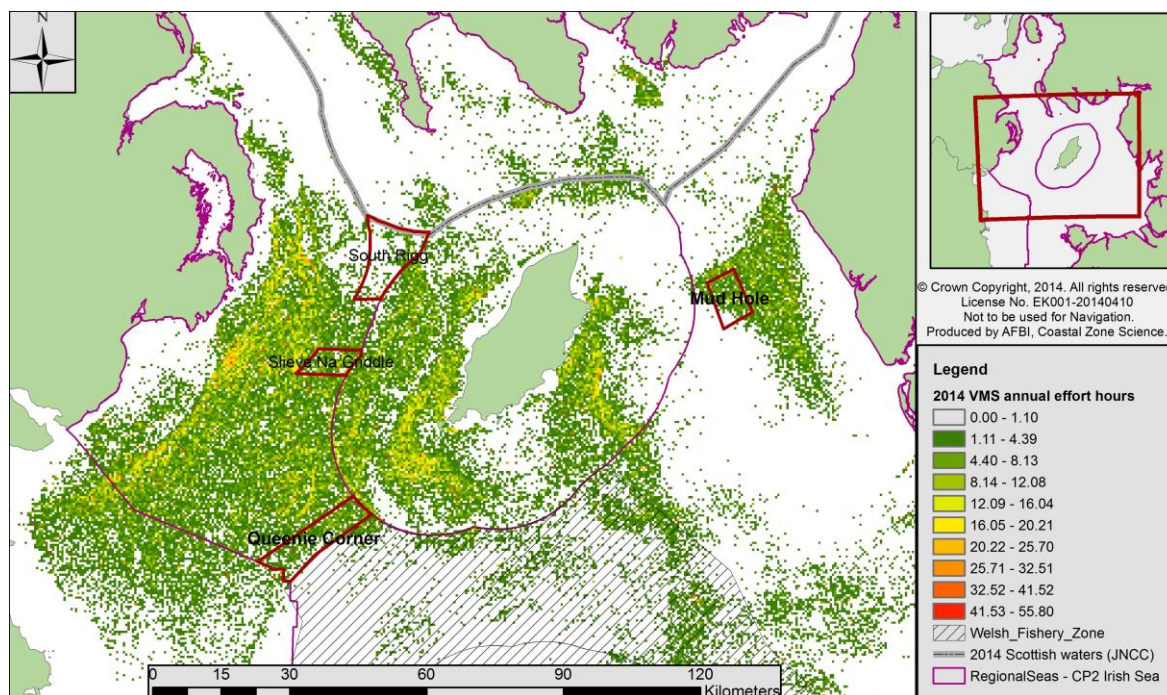 N
South Rigg
Mud Hole
Slieve Na Griddle
Queenie Corner
0 15 30 60 90 120
Kilometers
© Crown Copyright, 2014. All rights reserve
License No. EK001-20140410
Not to be used for Navigation.
Produced by AFBI, Coastal Zone Science.
Legend
2014 VMS annual effort hours
0.00 - 1.10
1.11 - 4.39
4.40 - 8.13
8.14 - 12.08
12.09 - 16.04
16.05 - 20.21
20.22 - 25.70
25.71 - 32.51
32.52 - 41.52
41.53 - 55.80
Welsh_Fishery_Zone
2014 Scottish waters (JNCC)
RegionalSeas - CP2 Irish Sea